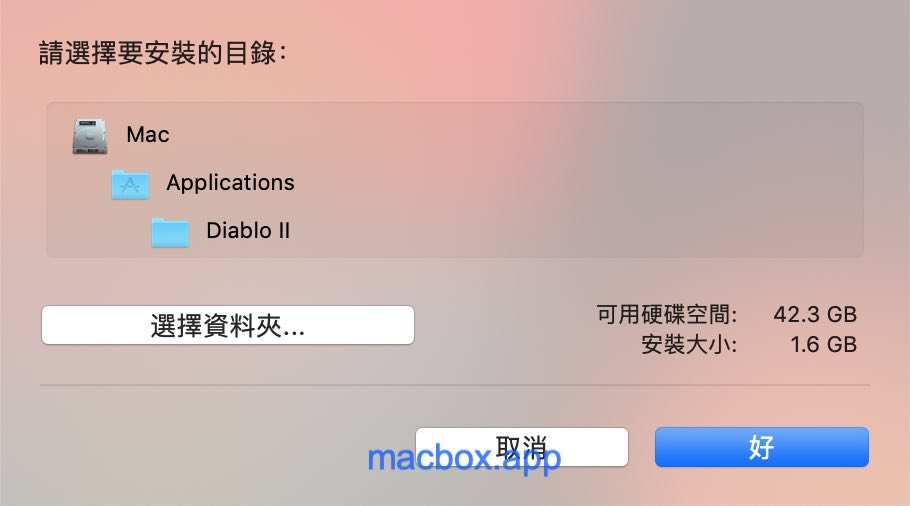 請選擇要安裝的目錄：
Mac
Applications
Diablo II
選擇資料夾...
可用硬碟空間: 42.3 GB
安裝大小: 1.6 GB
取消
好
macbox.app